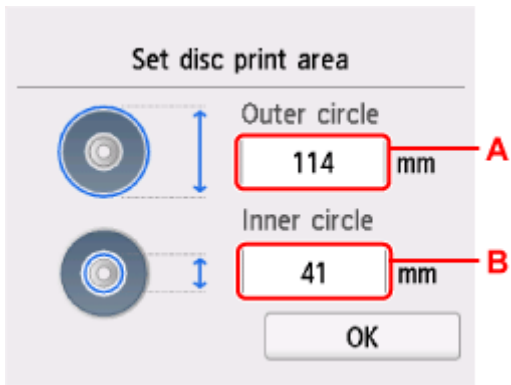 Set disc print area
Outer circle
114 mm A
Inner circle
41 mm B
OK